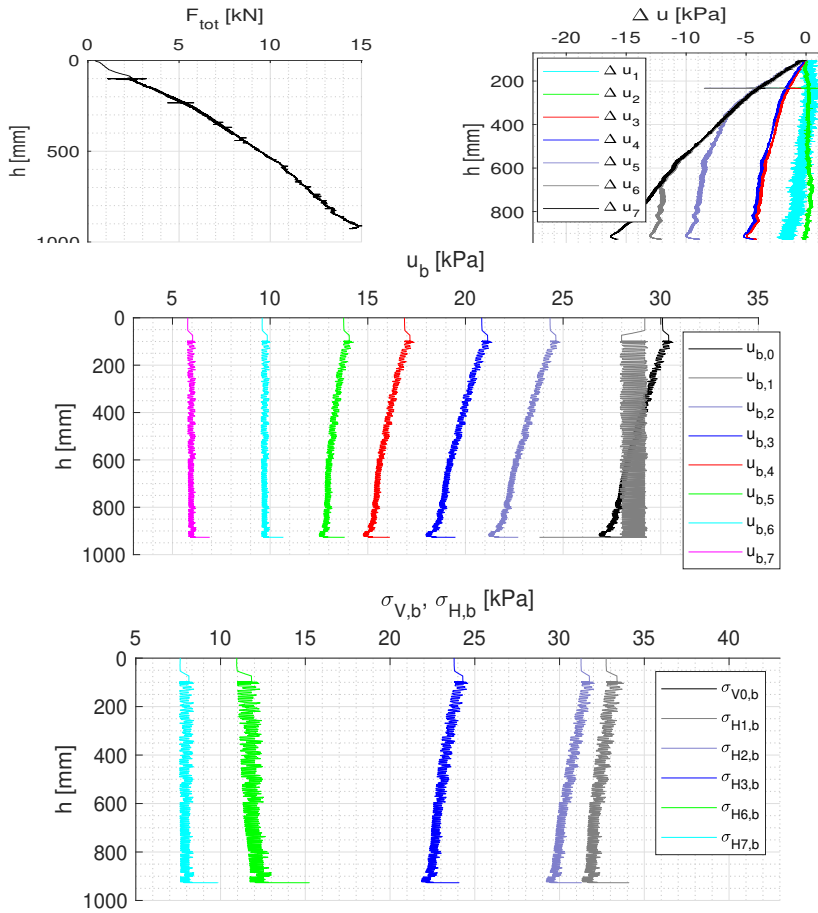 F_tot [kN]
0 5 10 15
0
500
1000
h [mm]
Δ u [kPa]
-20 -15 -10 -5 0
200
400
600
800
h [mm]
Δ u_1
Δ u_2
Δ u_3
Δ u_4
Δ u_5
Δ u_6
Δ u_7
u_b [kPa]
5 10 15 20 25 30 35
0
200
400
600
800
1000
h [mm]
u_b,0
u_b,1
u_b,2
u_b,3
u_b,4
u_b,5
u_b,6
u_b,7
σ_V,b, σ_H,b [kPa]
5 10 15 20 25 30 35 40
0
200
400
600
800
1000
h [mm]
σ_V0,b
σ_H1,b
σ_H2,b
σ_H3,b
σ_H6,b
σ_H7,b